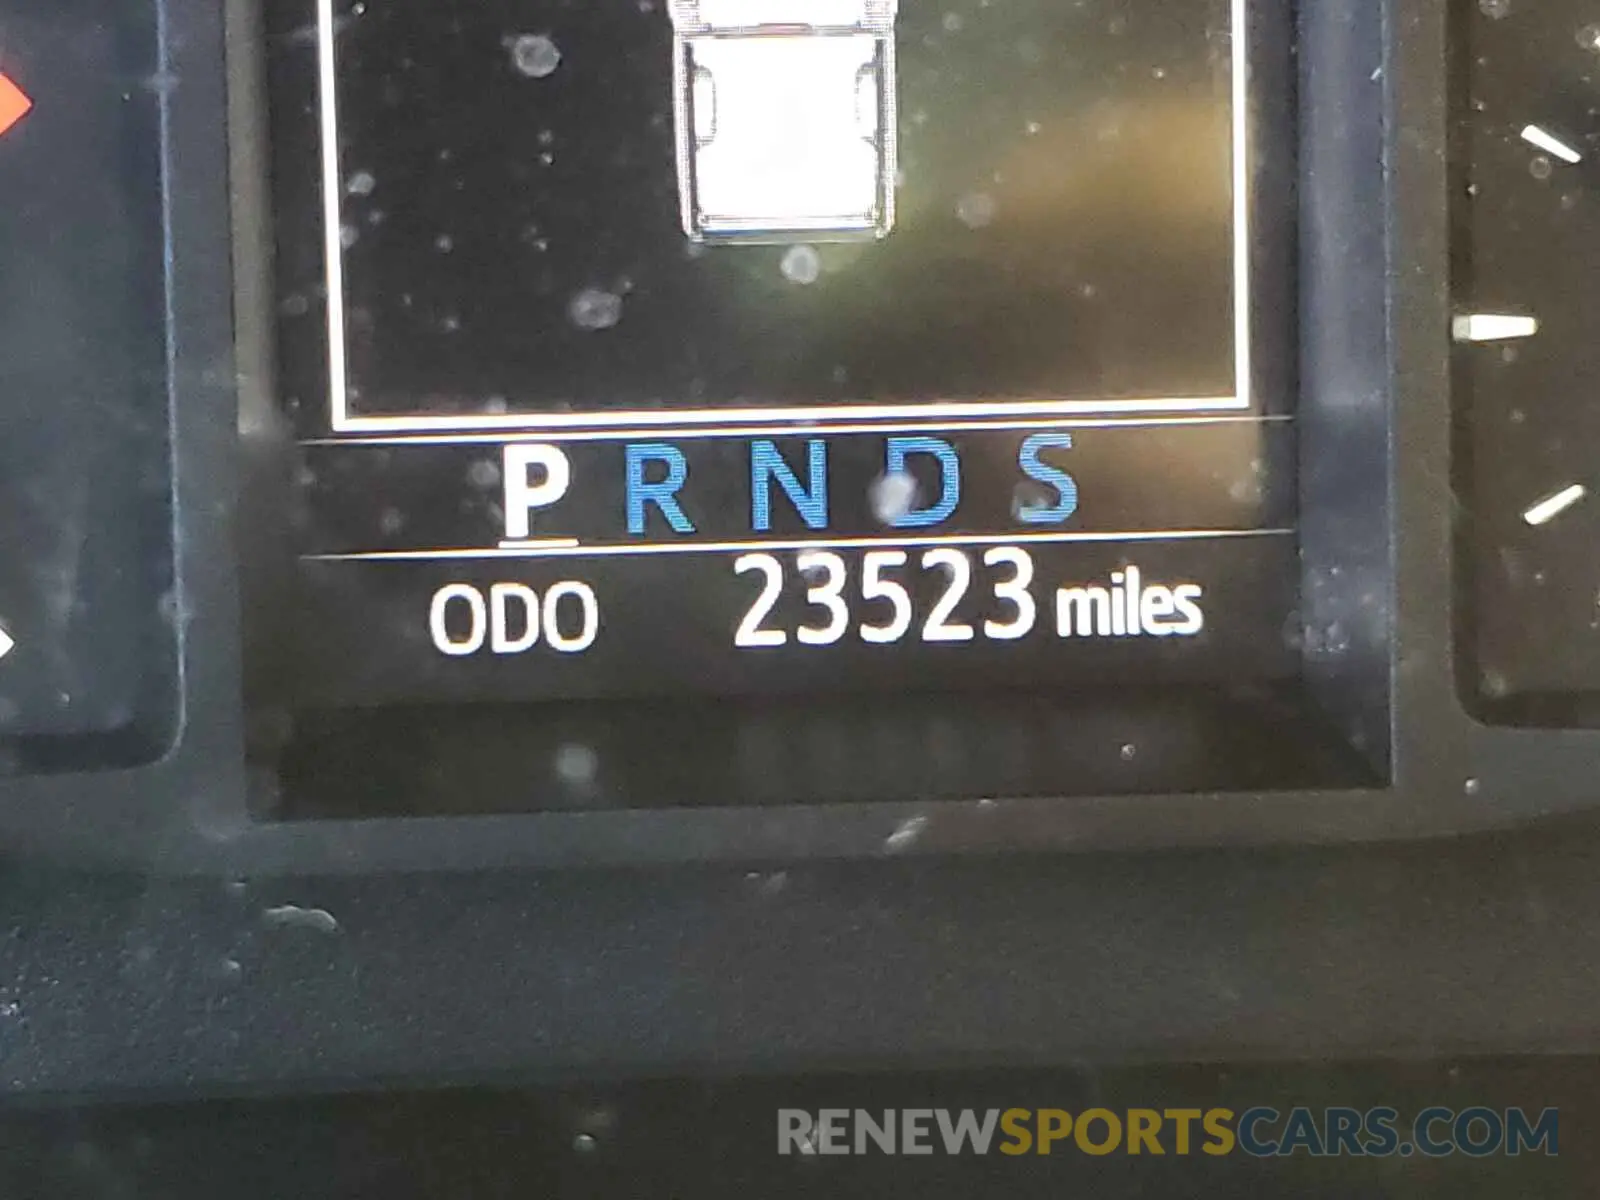 P R N D S
ODO 23523 miles
RENEWSPORTSCARS.COM